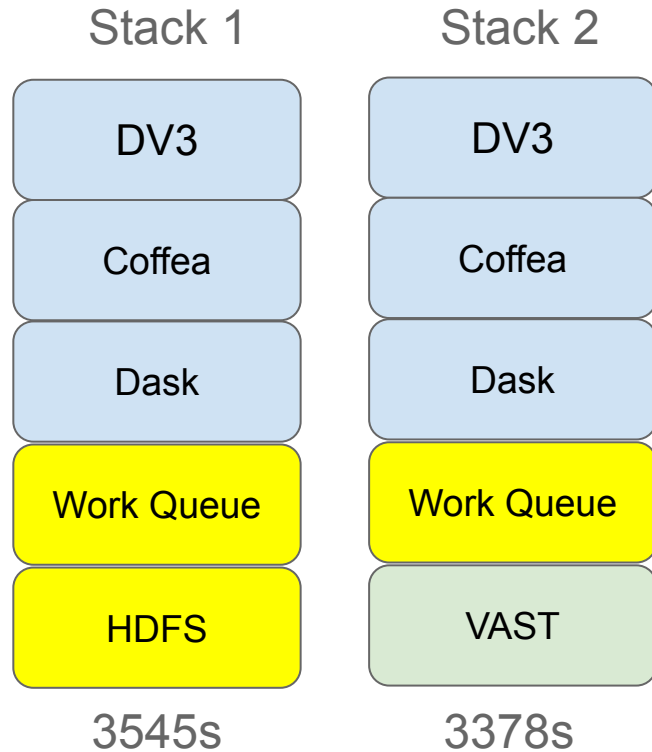 Stack 1
Stack 2
DV3
DV3
Coffea
Coffea
Dask
Dask
Work Queue
Work Queue
HDFS
VAST
3545s
3378s